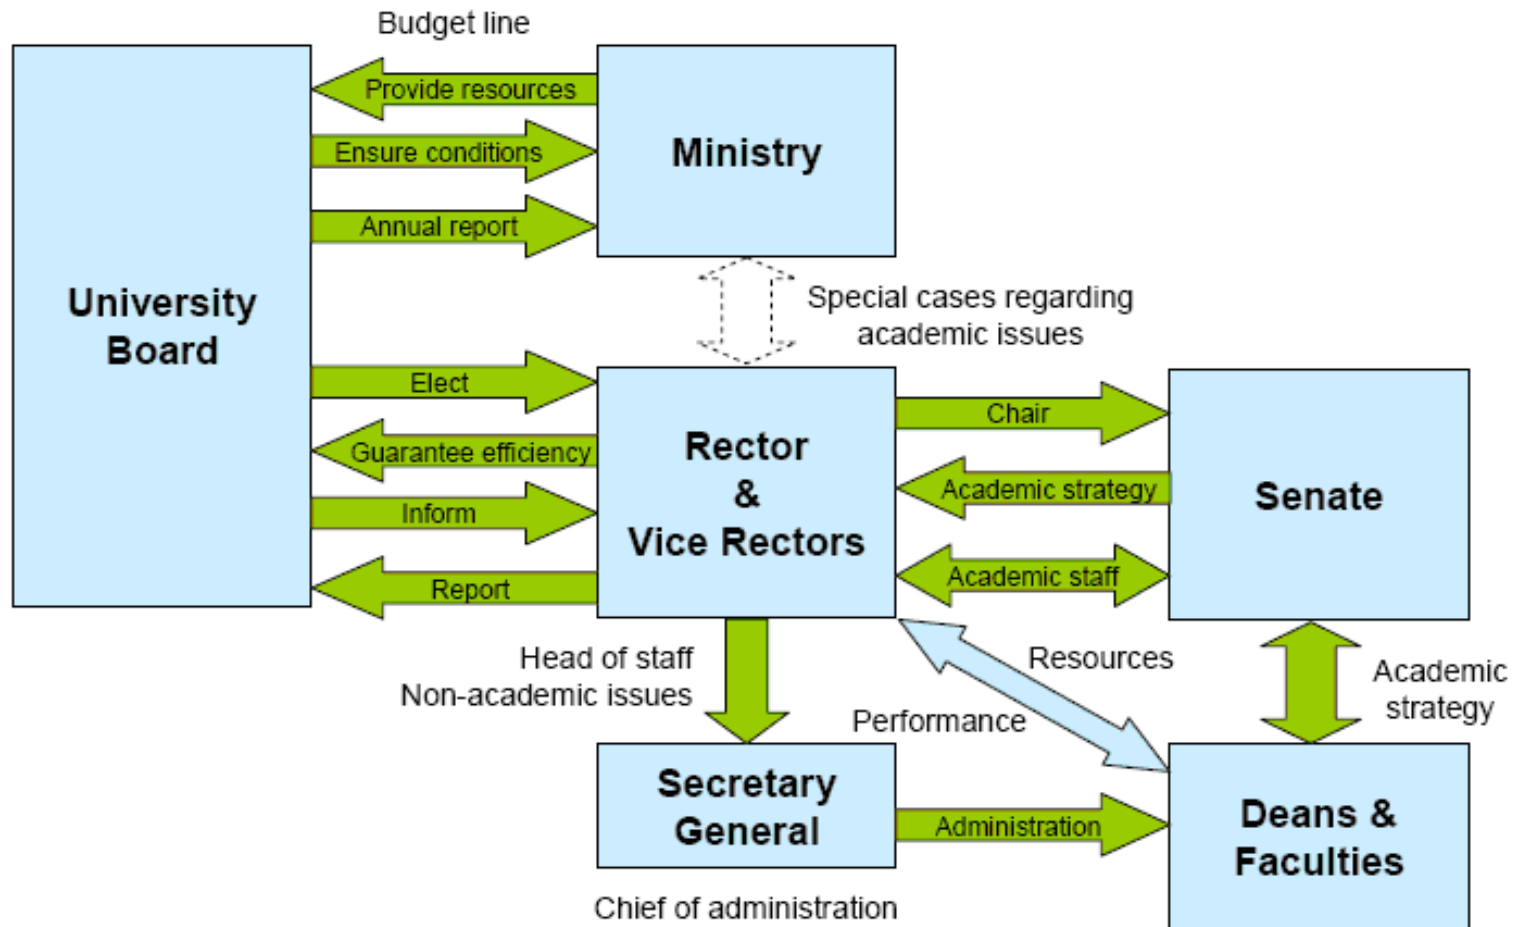 Budget line
Provide resources
Ensure conditions
Annual report
Ministry
University
Board
Special cases regarding
academic issues
Elect
Guarantee efficiency
Inform
Report
Rector
&
Vice Rectors
Chair
Academic strategy
Academic staff
Senate
Head of staff
Non-academic issues
Resources
Performance
Academic
strategy
Secretary
General
Administration
Deans &
Faculties
Chief of administration